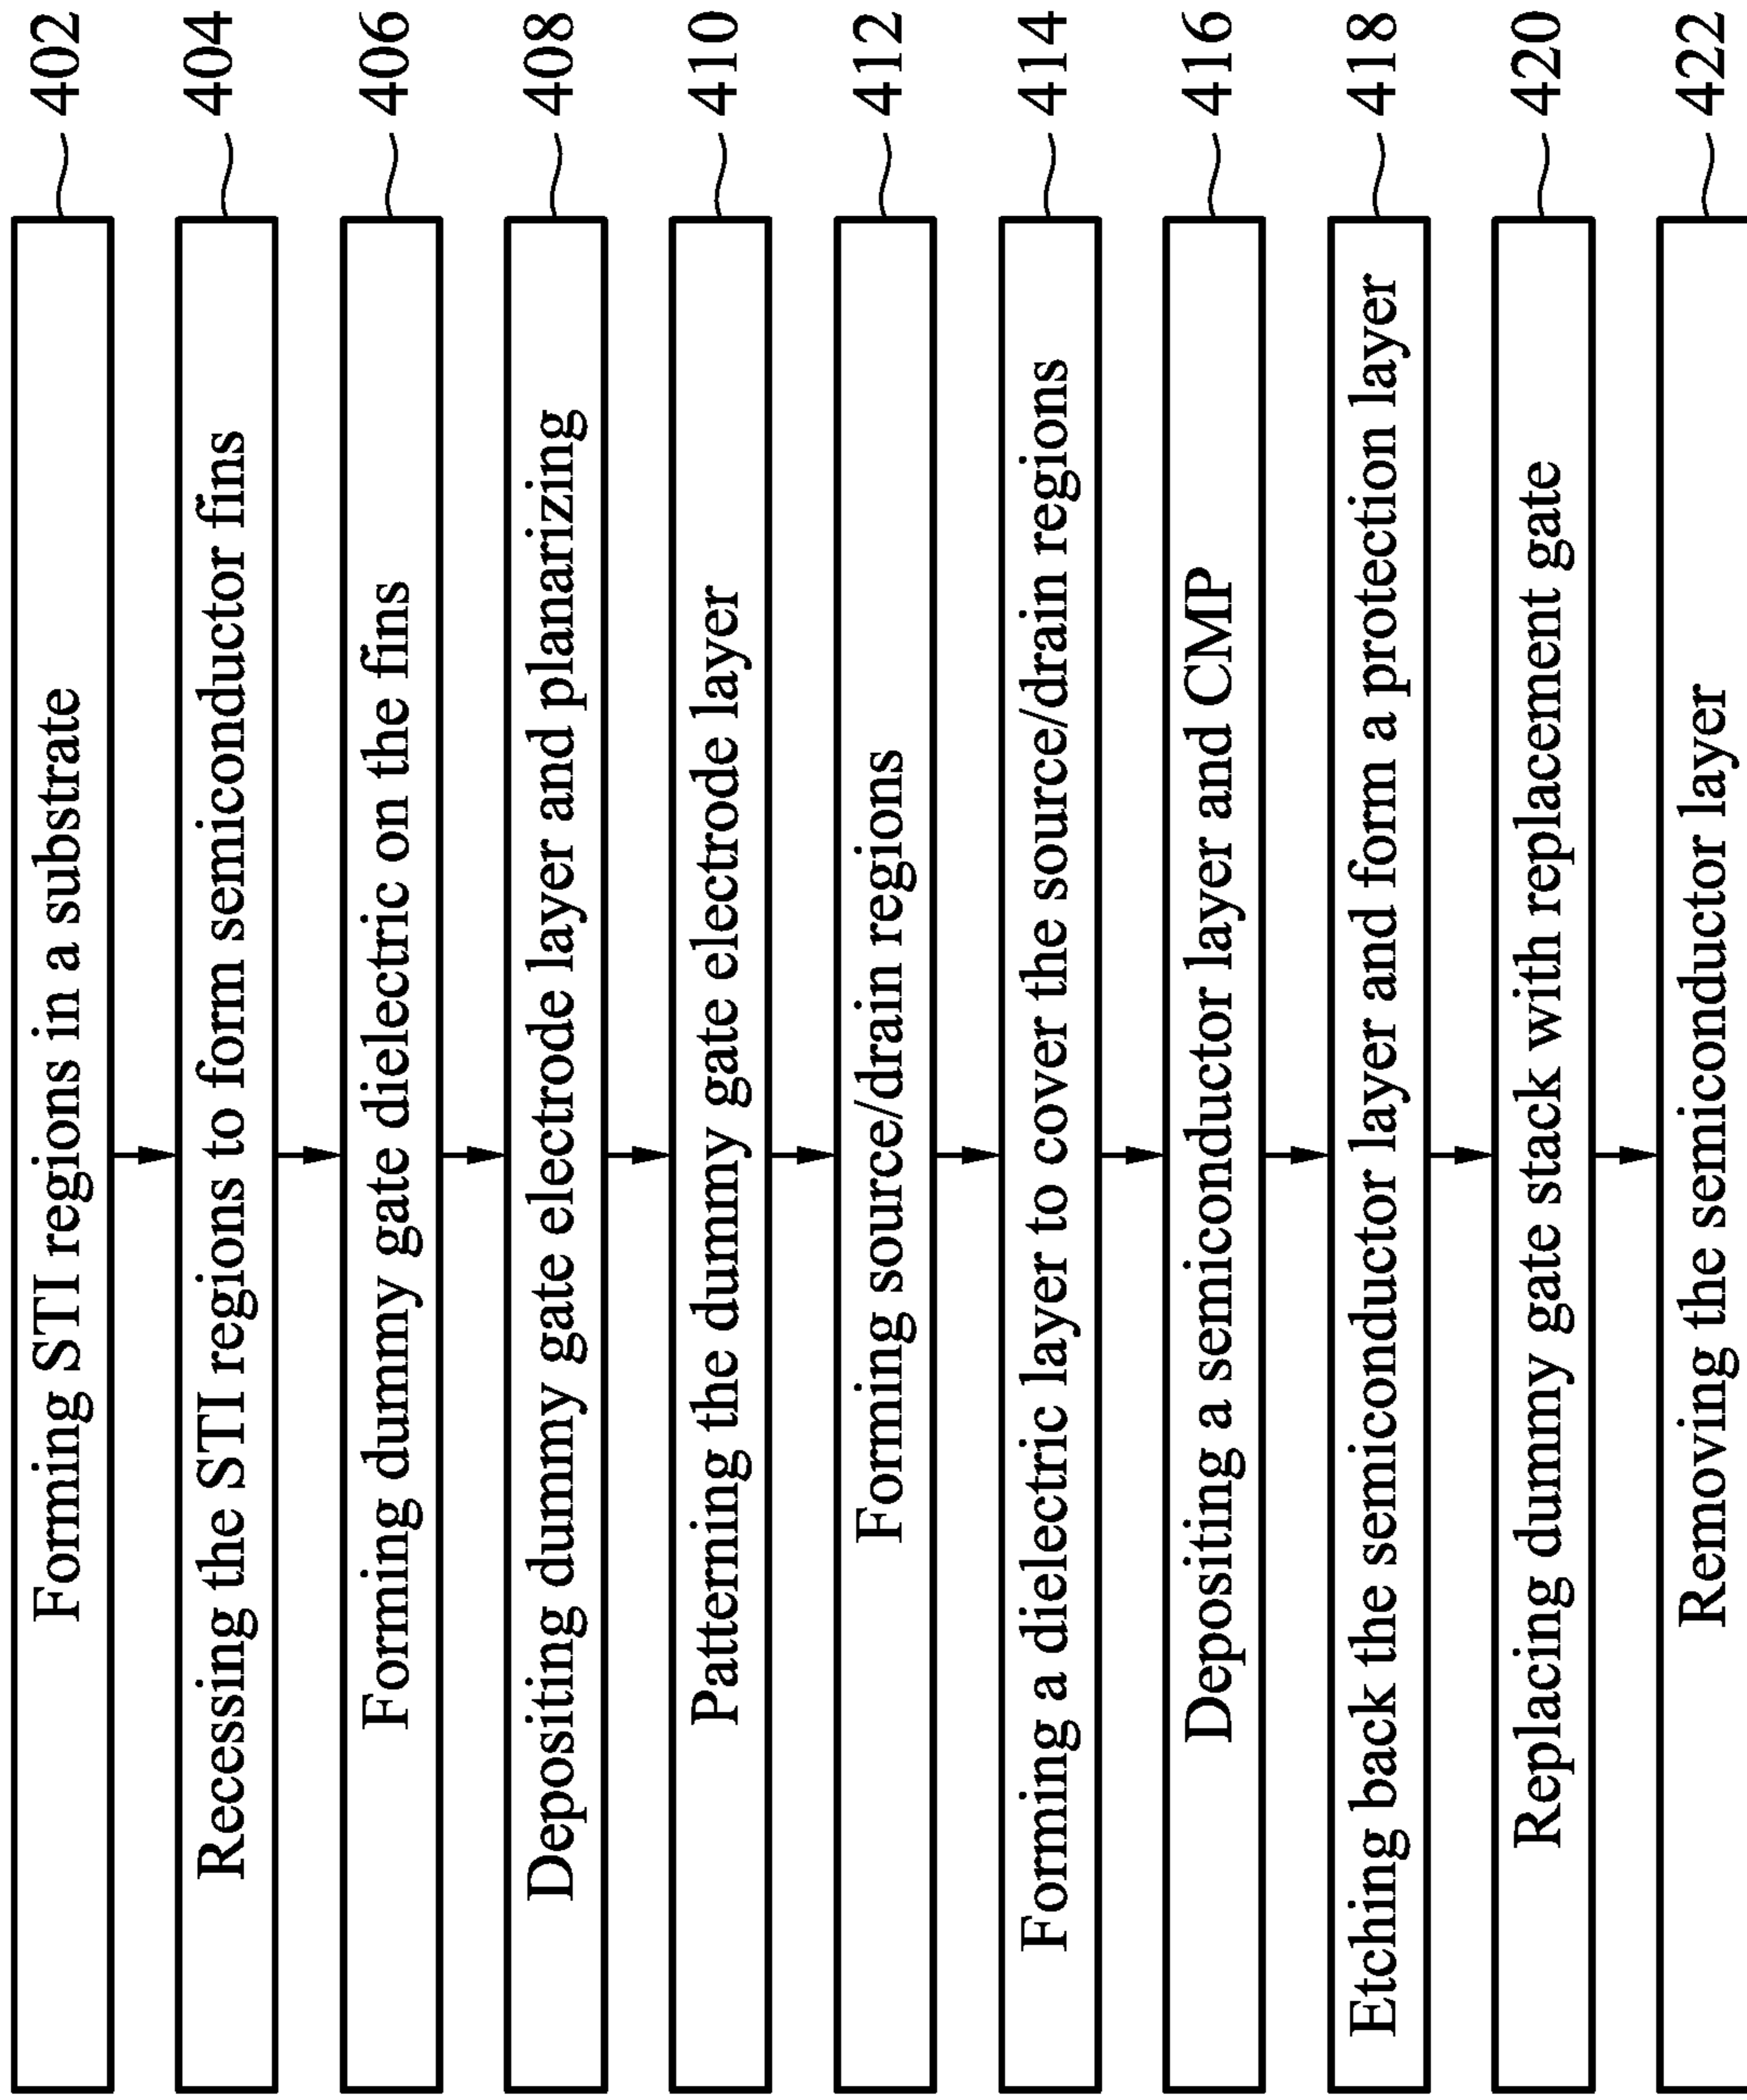 Forming STI regions in a substrate 402
Recessing the STI regions to form semiconductor fins 404
Forming dummy gate dielectric on the fins 406
Depositing dummy gate electrode layer and planarizing 408
Patterning the dummy gate electrode layer 410
Forming source/drain regions 412
Forming a dielectric layer to cover the source/drain regions 414
Depositing a semiconductor layer and CMP 416
Etching back the semiconductor layer and form a protection layer 418
Replacing dummy gate stack with replacement gate 420
Removing the semiconductor layer 422